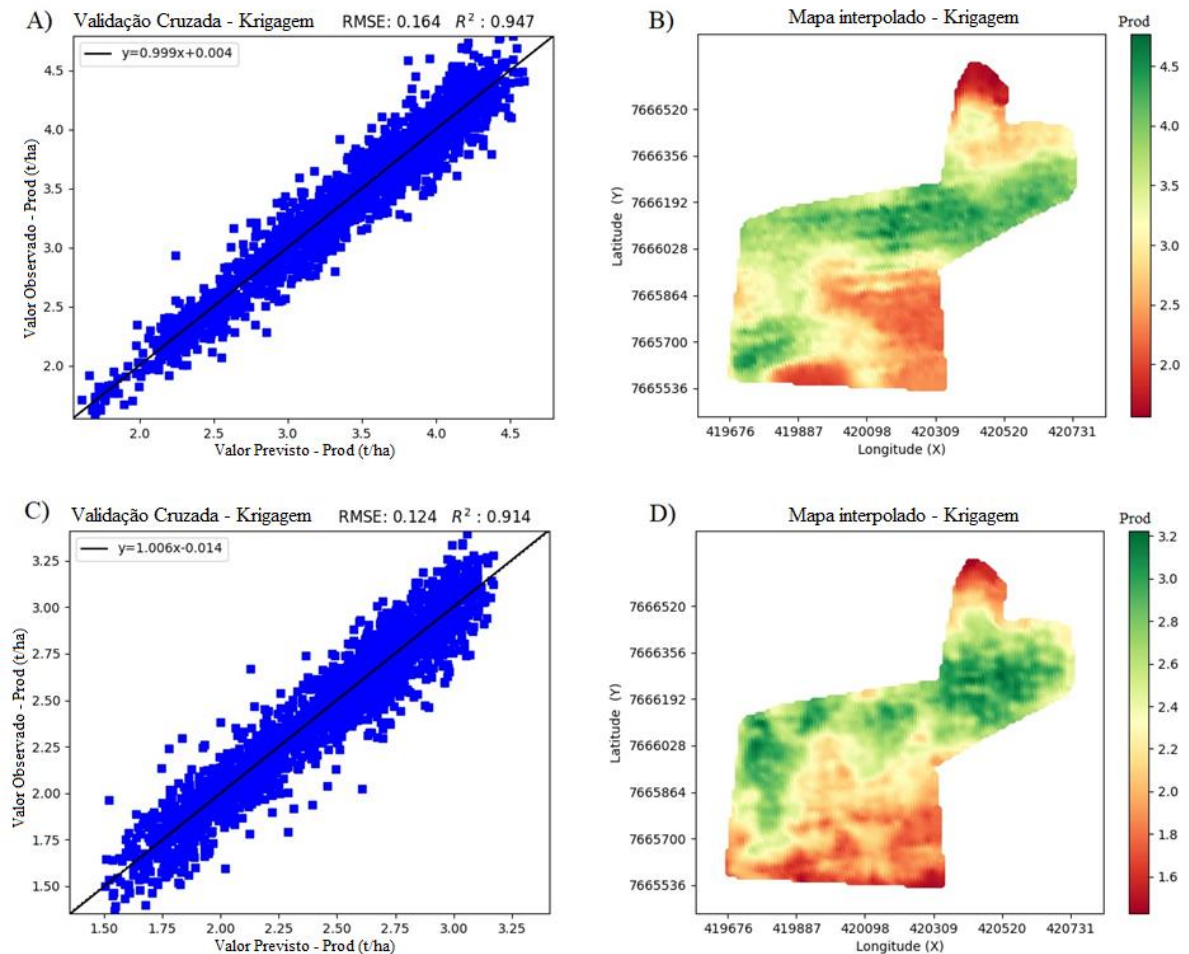 A) Validação Cruzada - Krigagem RMSE: 0.164 R² : 0.947
y=0.999x+0.004
4.5
4.0
3.5
3.0
2.5
2.0
Valor Observado - Prod (t/ha)
2.0 2.5 3.0 3.5 4.0 4.5
Valor Previsto - Prod (t/ha)
B) Mapa interpolado - Krigagem Prod
7666520
7666356
7666192
7666028
7665864
7665700
7665536
Latitude (Y)
419676 419887 420098 420309 420520 420731
Longitude (X)
4.5
4.0
3.5
3.0
2.5
2.0
C) Validação Cruzada - Krigagem RMSE: 0.124 R² : 0.914
y=1.006x-0.014
3.25
3.00
2.75
2.50
2.25
2.00
1.75
1.50
Valor Observado - Prod (t/ha)
1.50 1.75 2.00 2.25 2.50 2.75 3.00 3.25
Valor Previsto - Prod (t/ha)
D) Mapa interpolado - Krigagem Prod
7666520
7666356
7666192
7666028
7665864
7665700
7665536
Latitude (Y)
419676 419887 420098 420309 420520 420731
Longitude (X)
3.2
3.0
2.8
2.6
2.4
2.2
2.0
1.8
1.6